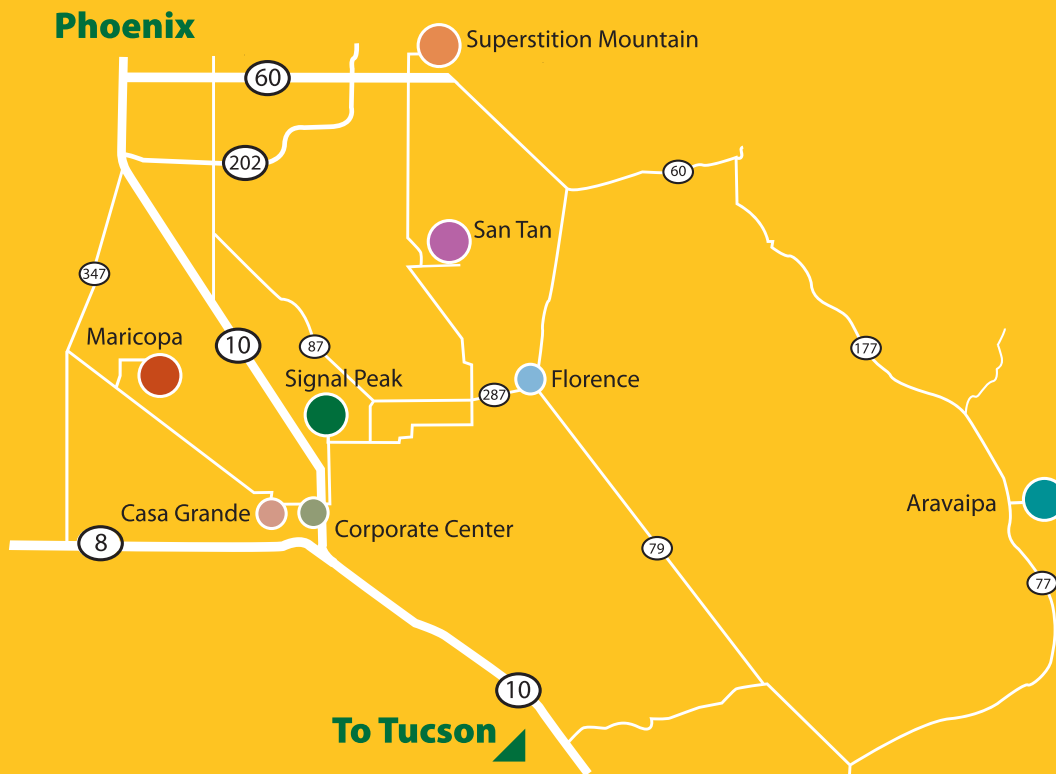 Phoenix
Superstition Mountain
60
202
60
San Tan
347
Maricopa
10
87
177
Signal Peak
287
Florence
Aravaipa
Casa Grande
Corporate Center
8
79
77
10
To Tucson